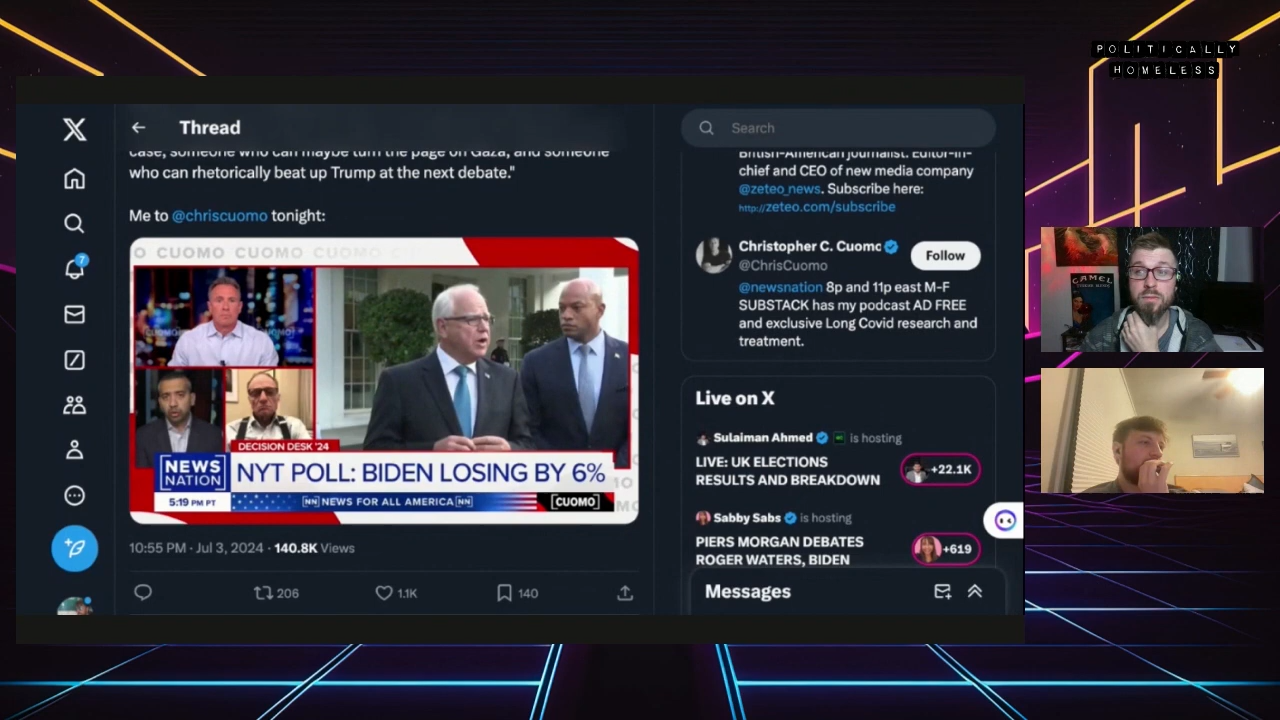 POLITICALLY
HOMELESS
Thread
Search
case, someone who can maybe turn the page on Gaza, and someone
who can rhetorically beat up Trump at the next debate."
Me to @chriscuomo tonight:
O CUOMO CUOMO CUOMO CUOMO
DECISION DESK '24
NEWS
NATION
NYT POLL: BIDEN LOSING BY 6%
5:19 PM PT
NN NEWS FOR ALL AMERICA NN
CUOMO
10:55 PM · Jul 3, 2024 · 140.8K Views
206
1.1K
140
7
British-American journalist. Editor-in-
chief and CEO of new media company
@zeteo_news. Subscribe here:
http://zeteo.com/subscribe
Christopher C. Cuomo
@ChrisCuomo
Follow
@newsnation 8p and 11p east M-F
SUBSTACK has my podcast AD FREE
and exclusive Long Covid research and
treatment.
Live on X
Sulaiman Ahmed is hosting
LIVE: UK ELECTIONS
RESULTS AND BREAKDOWN
+22.1K
Sabby Sabs is hosting
PIERS MORGAN DEBATES
ROGER WATERS, BIDEN
+619
Messages
CAMEL